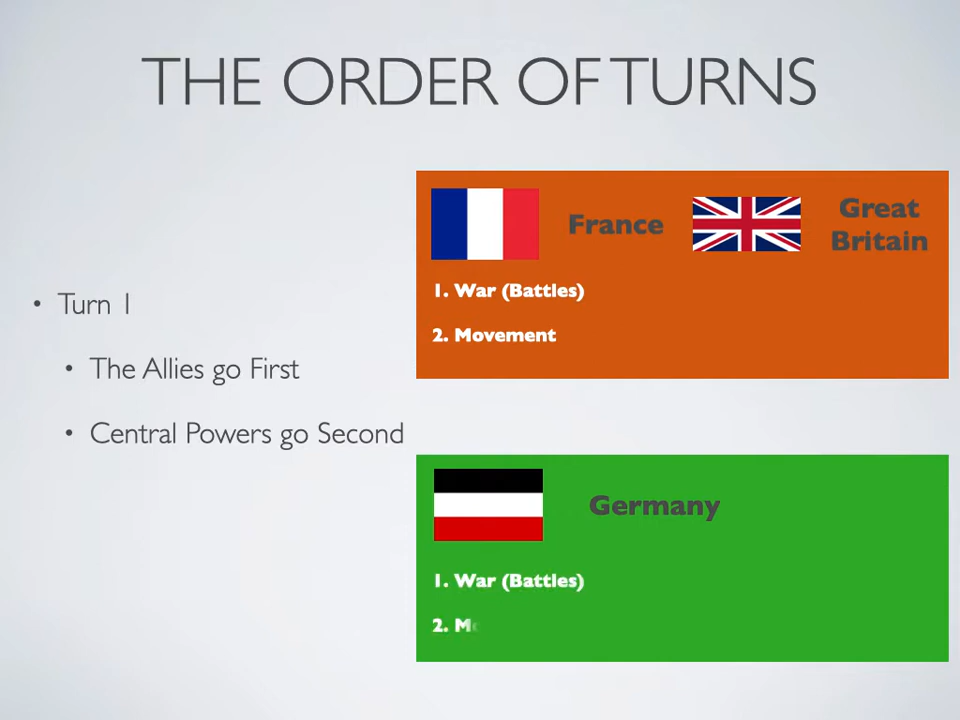 THE ORDER OF TURNS
• Turn 1
• The Allies go First
• Central Powers go Second
France
Great
Britain
1. War (Battles)
2. Movement
Germany
1. War (Battles)
2. M